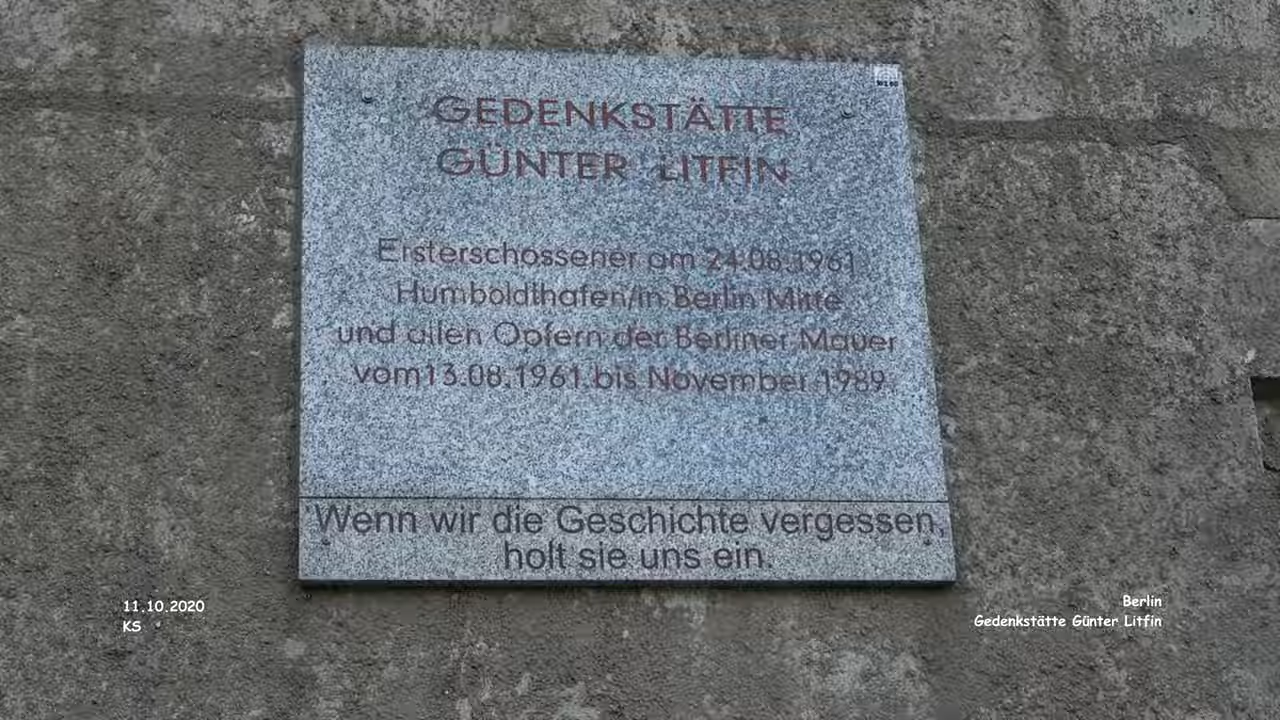 GEDENKSTÄTTE
GÜNTER LITFIN
Ersterschossener am 24.08.1961
Humboldthafen/in Berlin Mitte
und allen Opfern der Berliner Mauer
vom 13.08.1961 bis November 1989
Wenn wir die Geschichte vergessen,
holt sie uns ein.
11.10.2020
KS
Berlin
Gedenkstätte Günter Litfin